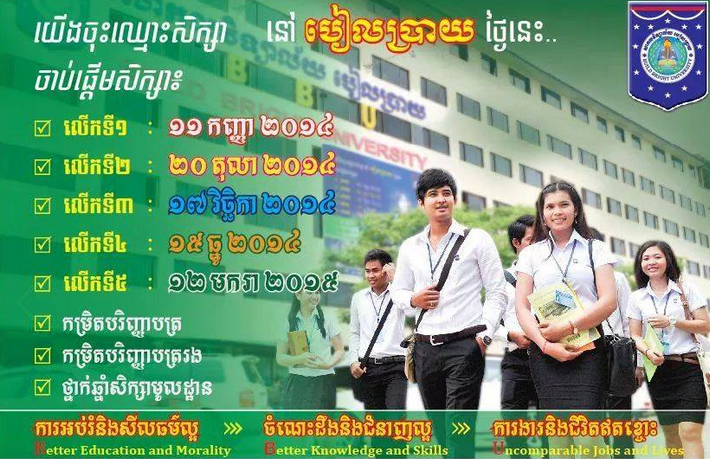 យើងចុះឈ្មោះសិក្សា នៅ បៀលប្រាយ ថ្ងៃនេះ..
ចាប់ផ្តើមសិក្សា៖
លើកទី១ : ១១ កញ្ញា ២០១៤
លើកទី២ : ២០ តុលា ២០១៤
លើកទី៣ : ១៧ វិច្ឆិកា ២០១៤
លើកទី៤ : ១៥ ធ្នូ ២០១៤
លើកទី៥ : ១២ មករា ២០១៥
កម្រិតបរិញ្ញាបត្រ
កម្រិតបរិញ្ញាបត្ររង
ថ្នាក់ឆ្នាំសិក្សាមូលដ្ឋាន
បៀលប្រាយ
BRIGHT UNIVERSITY
ការអប់រំនិងសីលធម៌ល្អ >>> ចំណេះដឹងនិងជំនាញល្អ >>> ការងារនិងជីវិតឥតខ្ចោះ
Better Education and Morality Better Knowledge and Skills Uncomparable Jobs and Lives